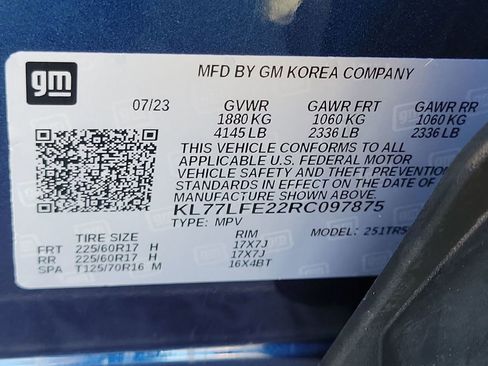 gm
MFD BY GM KOREA COMPANY
07/23 GVWR GAWR FRT GAWR RR
1880 KG 1060 KG 1060 KG
4145 LB 2336 LB 2336 LB
THIS VEHICLE CONFORMS TO ALL
APPLICABLE U.S. FEDERAL MOTOR
VEHICLE SAFETY AND THEFT PREVENTION
STANDARDS IN EFFECT ON THE DATE OF
MANUFACTURE SHOWN ABOVE.
KL77LFE22RC097875
TYPE: MPV
TIRE SIZE RIM
FRT 225/60R17 H 17X7J
RR 225/60R17 H 17X7J
SPA T125/70R16 M 16X4BT